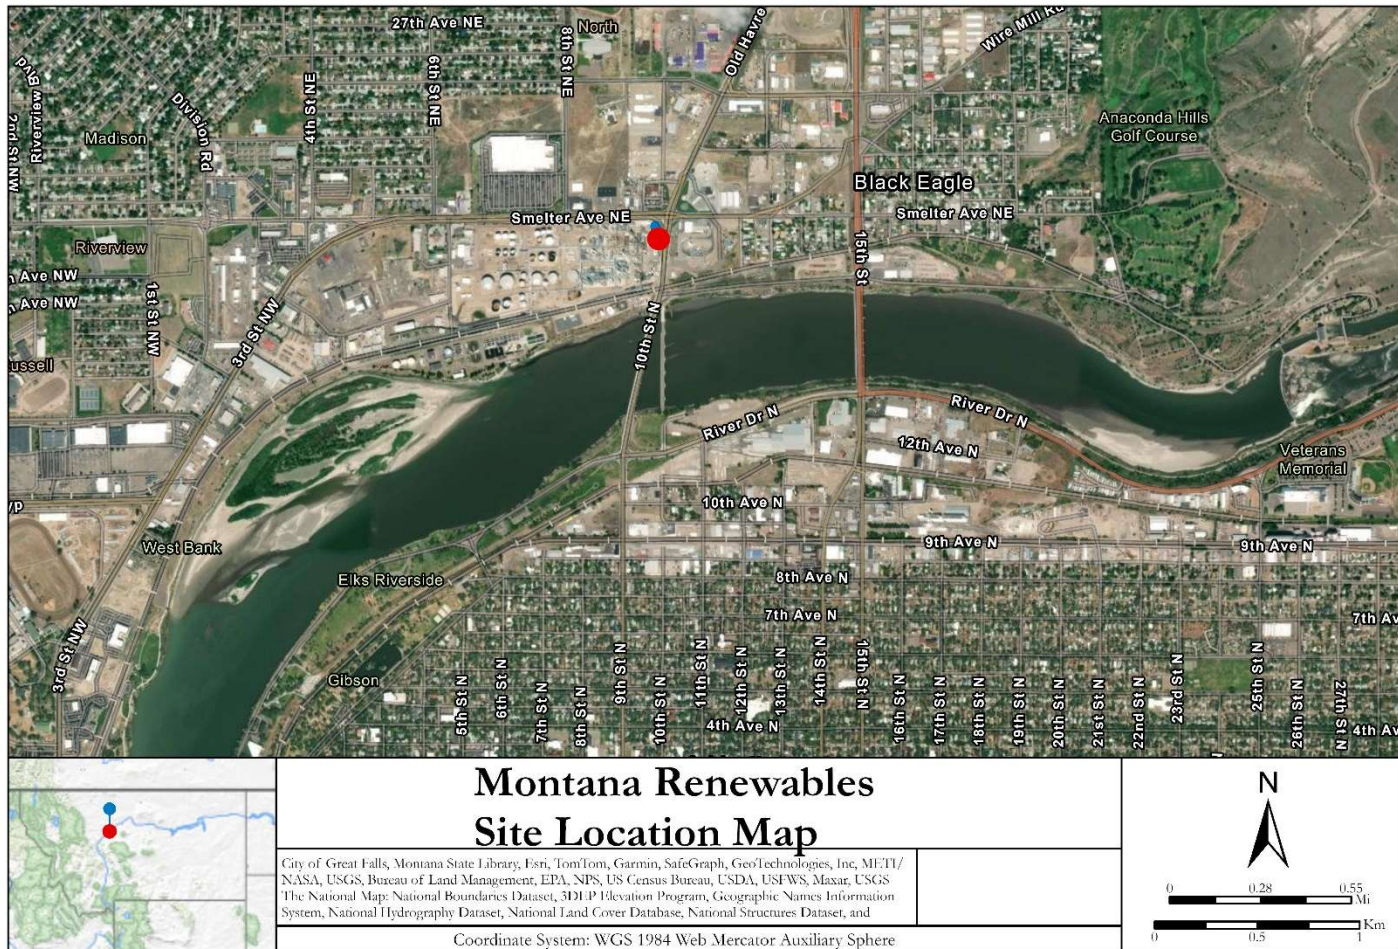 27th Ave NE
8th St NE
North
Old Havre
Wire Mill Rd
Riverview Blvd
2nd St NW
Madison
Division Rd
4th St NE
6th St NE
Anaconda Hills
Golf Course
Black Eagle
Smelter Ave NE
Smelter Ave NE
Riverview
n Ave NW
n Ave NW
1st St NW
3rd St NW
15th St
10th St N
ussell
River Dr N
River Dr N
12th Ave N
Veterans
Memorial
yp
10th Ave N
West Bank
9th Ave N
9th Ave N
Elks Riverside
8th Ave N
7th Ave N
7th Av
3rd St NW
Gibson
5th St N
6th St N
7th St N
8th St N
9th St N
10th St N
11th St N
12th St N
13th St N
14th St N
15th St N
16th St N
17th St N
18th St N
19th St N
20th St N
21st St N
22nd St N
23rd St N
25th St N
26th St N
27th St N
4th Ave N
4th Av
Montana Renewables
Site Location Map
City of Great Falls, Montana State Library, Esri, TomTom, Garmin, SafeGraph, GeoTechnologies, Inc, METI/
NASA, USGS, Bureau of Land Management, EPA, NPS, US Census Bureau, USDA, USFWS, Maxar, USGS
The National Map: National Boundaries Dataset, 3DEP Elevation Program, Geographic Names Information
System, National Hydrography Dataset, National Land Cover Database, National Structures Dataset, and
Coordinate System: WGS 1984 Web Mercator Auxiliary Sphere
N
0 0.28 0.55
Mi
Km
0 0.5 1